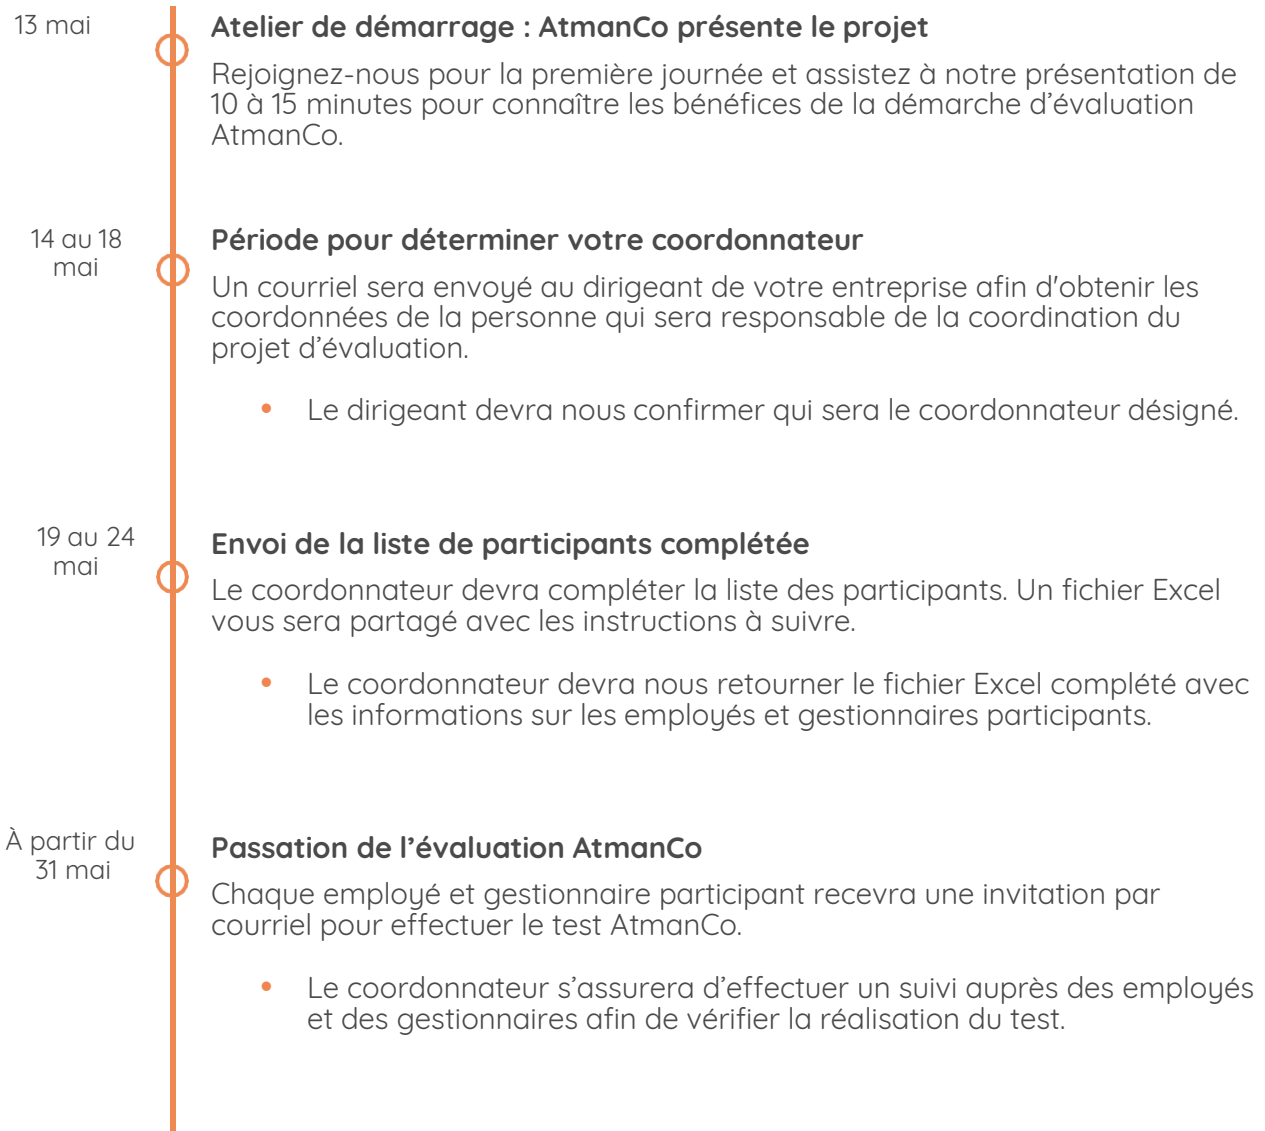 13 mai
Atelier de démarrage : AtmanCo présente le projet
Rejoignez-nous pour la première journée et assistez à notre présentation de
10 à 15 minutes pour connaître les bénéfices de la démarche d’évaluation
AtmanCo.
14 au 18
mai
Période pour déterminer votre coordonnateur
Un courriel sera envoyé au dirigeant de votre entreprise afin d'obtenir les
coordonnées de la personne qui sera responsable de la coordination du
projet d’évaluation.
• Le dirigeant devra nous confirmer qui sera le coordonnateur désigné.
19 au 24
mai
Envoi de la liste de participants complétée
Le coordonnateur devra compléter la liste des participants. Un fichier Excel
vous sera partagé avec les instructions à suivre.
• Le coordonnateur devra nous retourner le fichier Excel complété avec
les informations sur les employés et gestionnaires participants.
À partir du
31 mai
Passation de l’évaluation AtmanCo
Chaque employé et gestionnaire participant recevra une invitation par
courriel pour effectuer le test AtmanCo.
• Le coordonnateur s’assurera d’effectuer un suivi auprès des employés
et des gestionnaires afin de vérifier la réalisation du test.